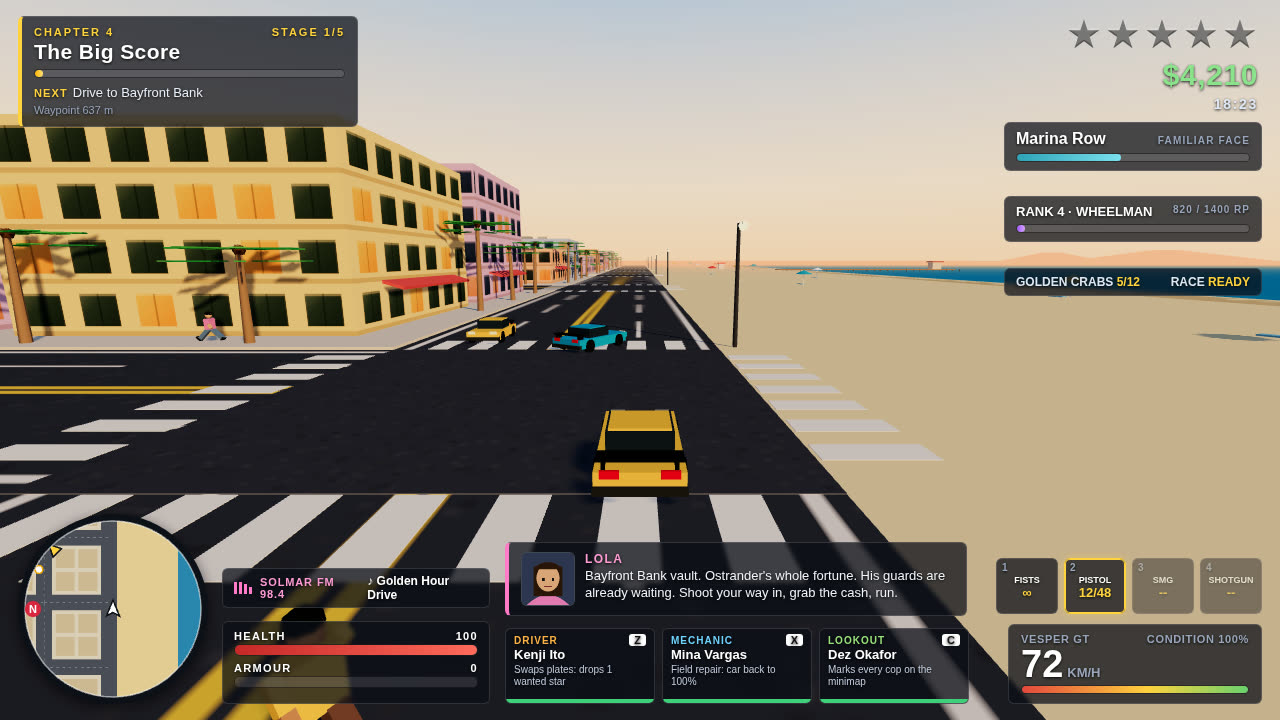 CHAPTER 4 STAGE 1/5
The Big Score
NEXT Drive to Bayfront Bank
Waypoint 637 m
$4,210
18:23
Marina Row FAMILIAR FACE
RANK 4 · WHEELMAN 820 / 1400 RP
GOLDEN CRABS 5/12 RACE READY
N
SOLMAR FM 98.4
♪ Golden Hour Drive
HEALTH 100
ARMOUR 0
LOLA
Bayfront Bank vault. Ostrander's whole fortune. His guards are
already waiting. Shoot your way in, grab the cash, run.
DRIVER Z
Kenji Ito
Swaps plates: drops 1
wanted star
MECHANIC X
Mina Vargas
Field repair: car back to
100%
LOOKOUT C
Dez Okafor
Marks every cop on the
minimap
1 FISTS ∞
2 PISTOL 12/48
3 SMG --
4 SHOTGUN --
VESPER GT CONDITION 100%
72 KM/H